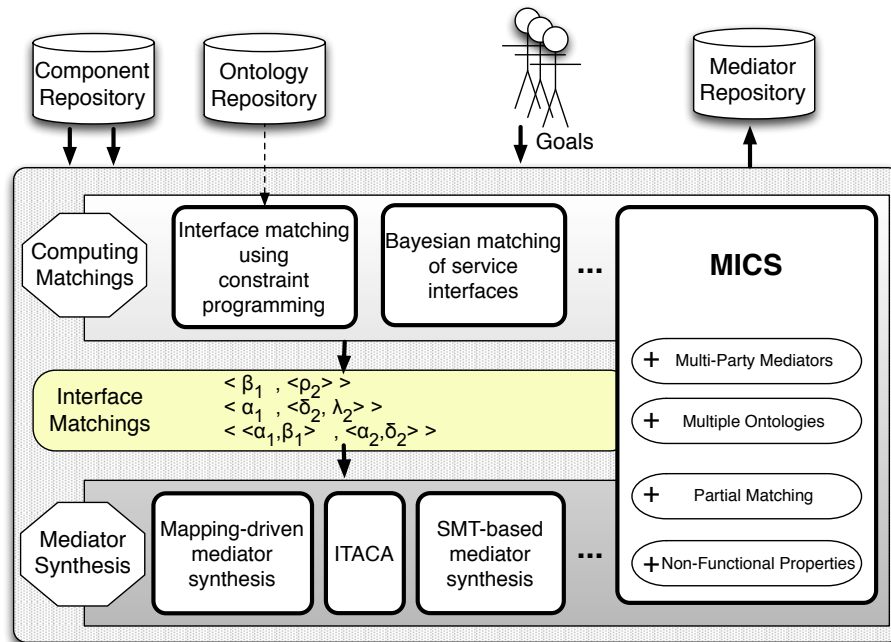 Component
Repository
Ontology
Repository
Goals
Mediator
Repository
Computing
Matchings
Interface matching
using
constraint
programming
Bayesian matching
of service
interfaces
...
MICS
+ Multi-Party Mediators
+ Multiple Ontologies
+ Partial Matching
+ Non-Functional Properties
Interface
Matchings
< β1 , <ρ2> >
< α1 , <δ2, λ2> >
< <α1,β1> , <α2,δ2> >
Mediator
Synthesis
Mapping-driven
mediator
synthesis
ITACA
SMT-based
mediator
synthesis
...